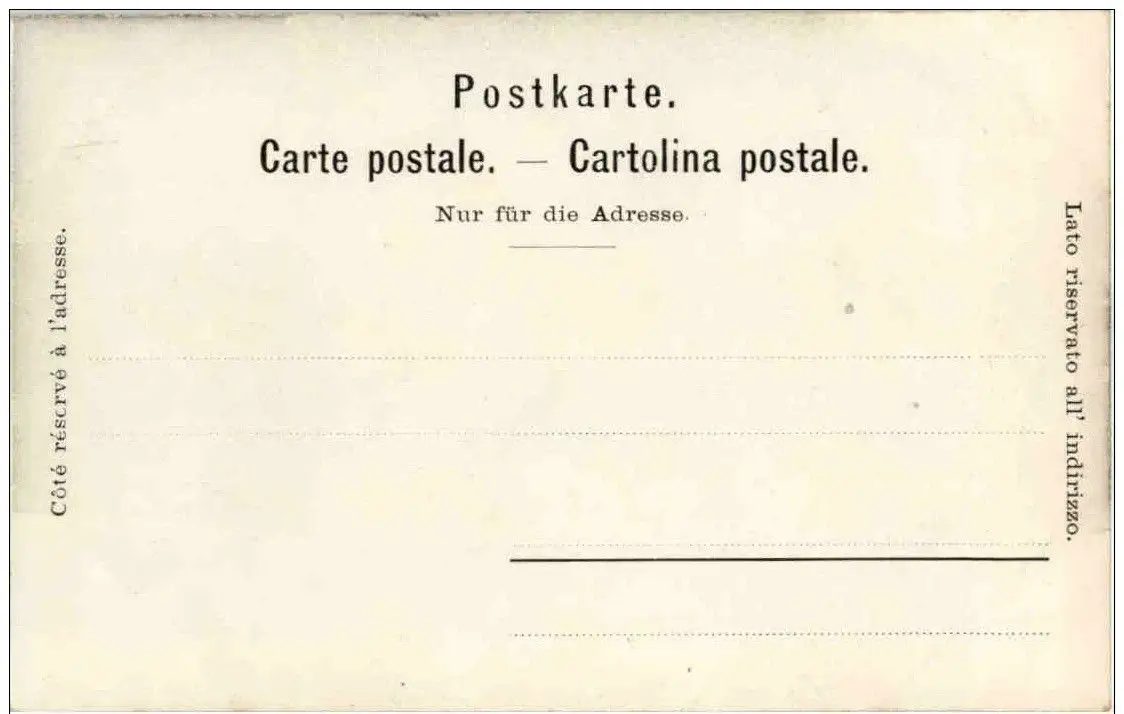 Postkarte.
Carte postale. — Cartolina postale.
Nur für die Adresse.
Côté réservé à l'adresse.
Lato riservato all' indirizzo.